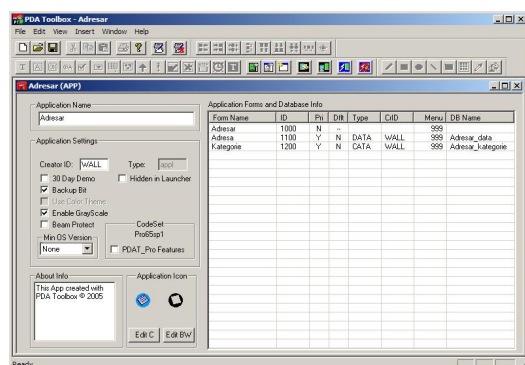 PDA Toolbox - Adresar
File Edit View Insert Window Help
Adresar (APP)
Application Name
Adresar
Application Settings
Creator ID: WALL Type: appl
30 Day Demo Hidden in Launcher
Backup Bit
Use Color Theme
Enable GrayScale
Beam Protect
Min OS Version
None
CodeSet
Pro65sp1
PDAT_Pro Features
About Info
This App created with
PDA Toolbox © 2005
Application Icon
Edit C Edit BW
Application Forms and Database Info
Form Name ID Pri Dflt Type CrID Menu DB Name
Adresar 1000 N -- 999
Adresa 1100 Y N DATA WALL 999 Adresar_data
Kategorie 1200 Y N CATA WALL 999 Adresar_kategorie
Ready